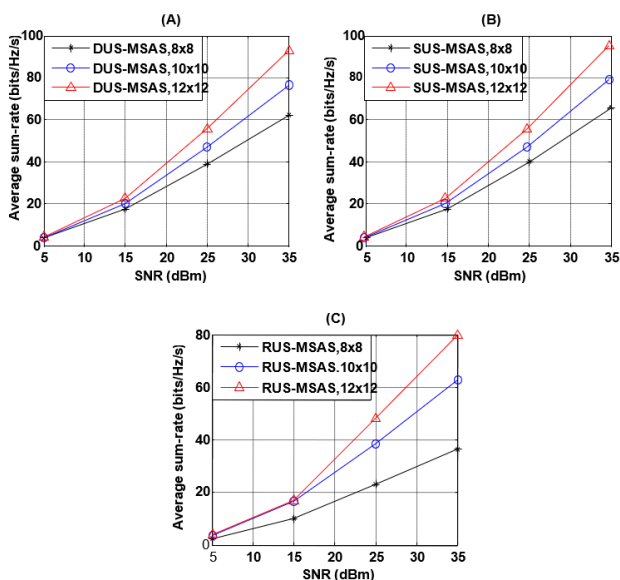 (A)
Average sum-rate (bits/Hz/s)
100
80
60
40
20
0
DUS-MSAS,8x8
DUS-MSAS,10x10
DUS-MSAS,12x12
5 10 15 20 25 30 35
SNR (dBm)
(B)
Average sum-rate (bits/Hz/s)
100
80
60
40
20
0
SUS-MSAS,8x8
SUS-MSAS,10x10
SUS-MSAS,12x12
5 10 15 20 25 30 35
SNR (dBm)
(C)
Average sum-rate (bits/Hz/s)
80
60
40
20
0
RUS-MSAS,8x8
RUS-MSAS.10x10
RUS-MSAS,12x12
5 10 15 20 25 30 35
SNR (dBm)